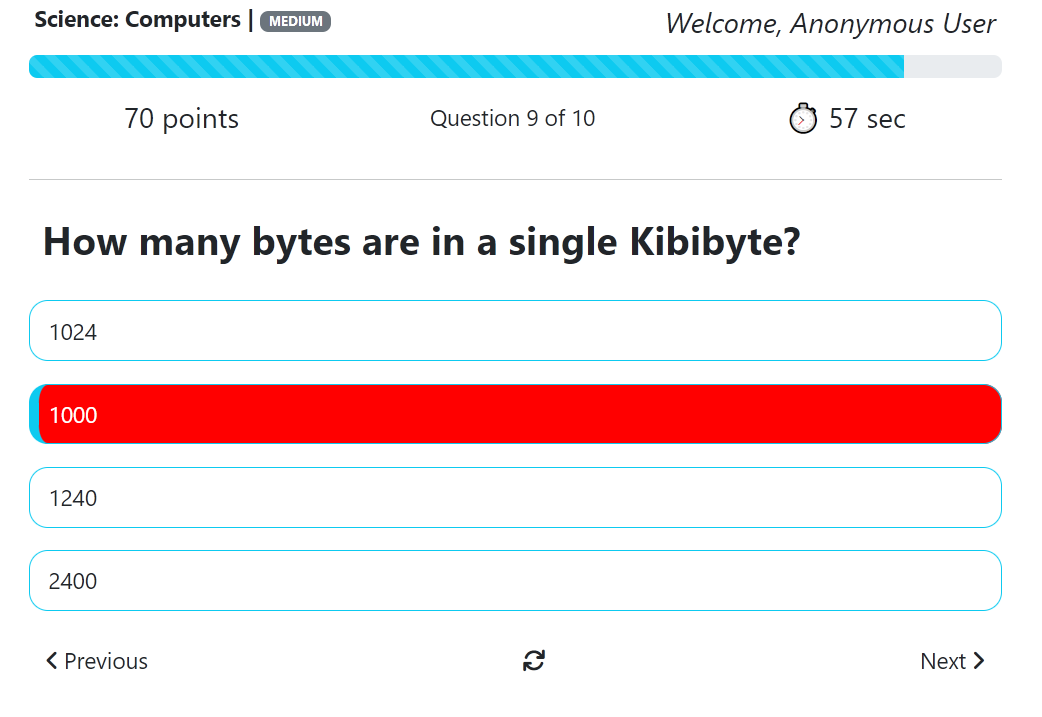 Science: Computers | MEDIUM
Welcome, Anonymous User
70 points
Question 9 of 10
57 sec
How many bytes are in a single Kibibyte?
1024
1000
1240
2400
Previous
Next